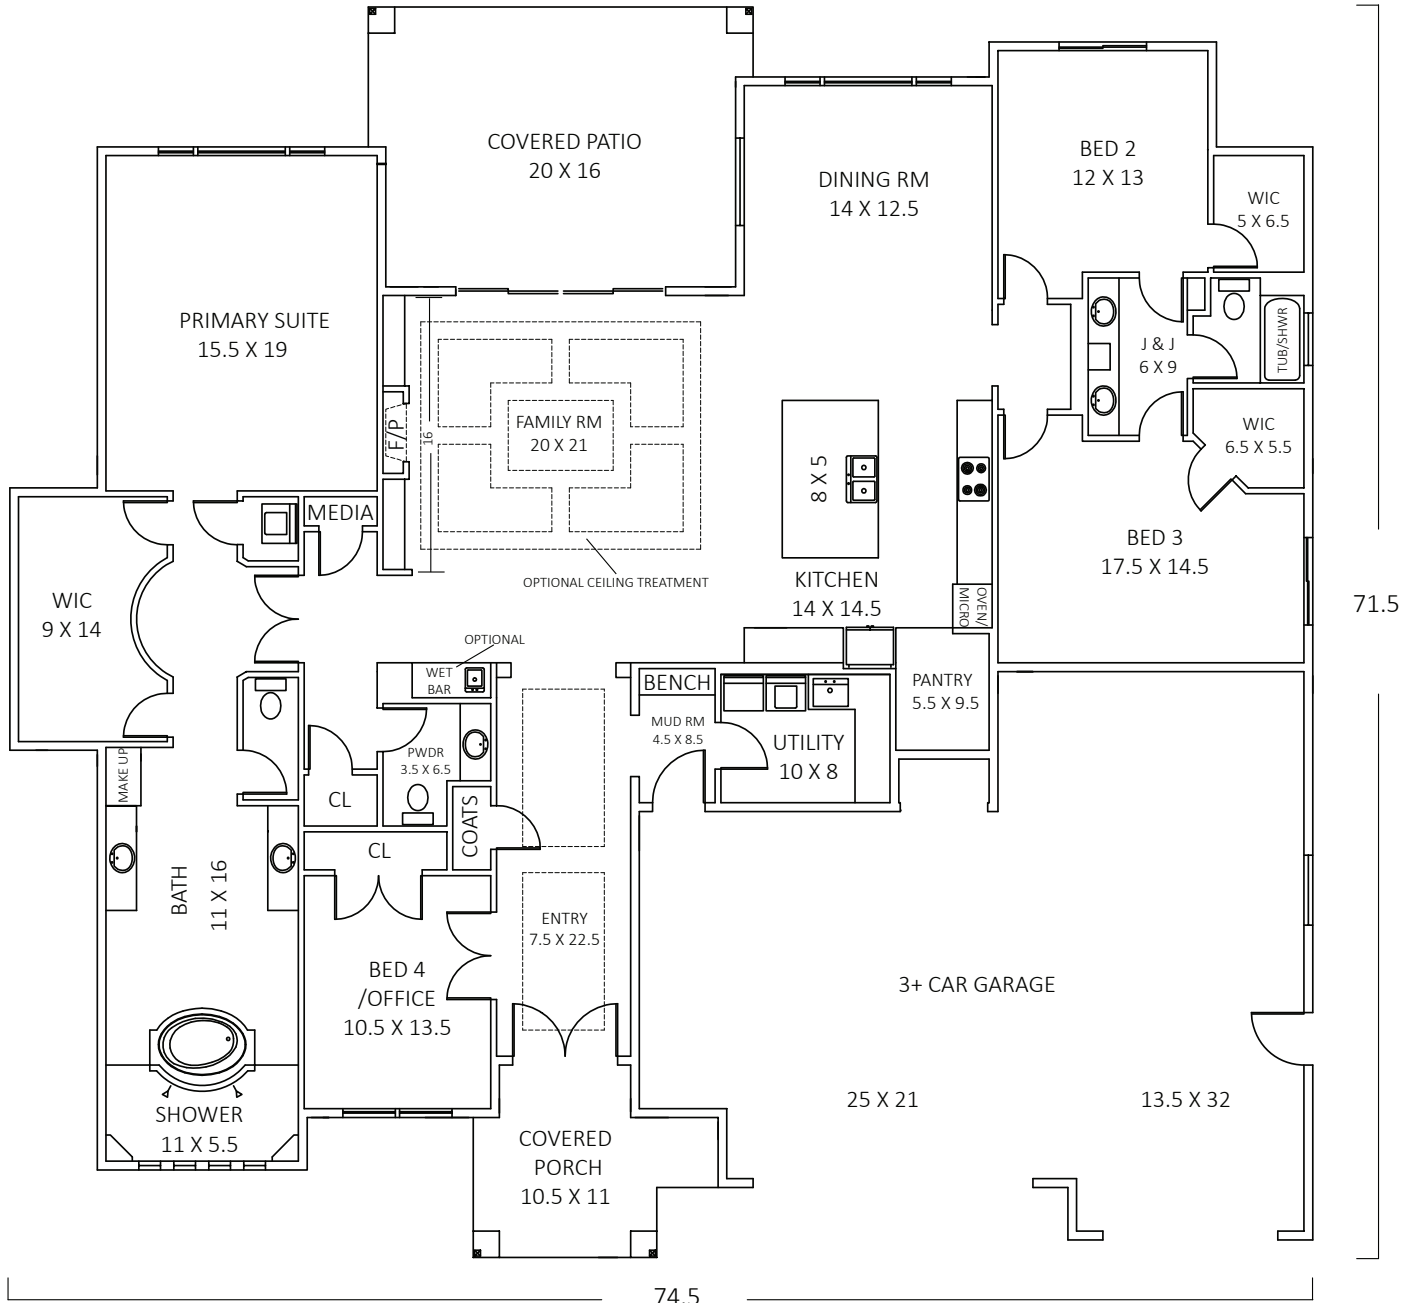 COVERED PATIO
20 X 16
DINING RM
14 X 12.5
BED 2
12 X 13
WIC
5 X 6.5
PRIMARY SUITE
15.5 X 19
J & J
6 X 9
TUB/SHWR
FAMILY RM
20 X 21
F/P
16
8 X 5
WIC
6.5 X 5.5
MEDIA
BED 3
17.5 X 14.5
OPTIONAL CEILING TREATMENT
KITCHEN
14 X 14.5
OVEN/
MICRO
71.5
WIC
9 X 14
OPTIONAL
WET
BAR
BENCH
PANTRY
5.5 X 9.5
MUD RM
4.5 X 8.5
UTILITY
10 X 8
PWDR
3.5 X 6.5
MAKE UP
CL
COATS
CL
BATH
11 X 16
ENTRY
7.5 X 22.5
BED 4
/OFFICE
10.5 X 13.5
3+ CAR GARAGE
25 X 21
13.5 X 32
SHOWER
11 X 5.5
COVERED
PORCH
10.5 X 11
74.5